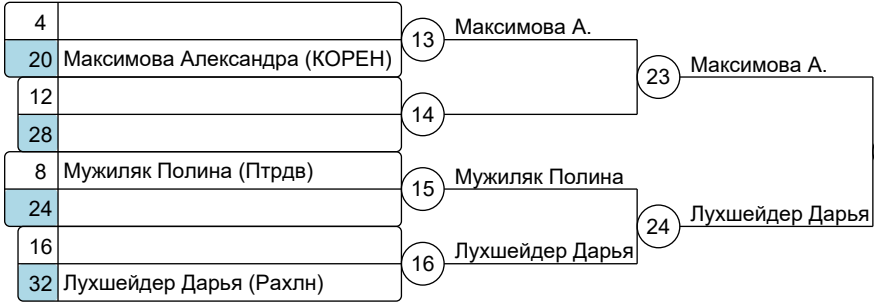 4
13
Максимова А.
20 Максимова Александра (КОРЕН)
23
Максимова А.
12
14
28
8 Мужиляк Полина (Птрдв)
15
Мужиляк Полина
24
24
Лухшейдер Дарья
16
16
Лухшейдер Дарья
32 Лухшейдер Дарья (Рахлн)